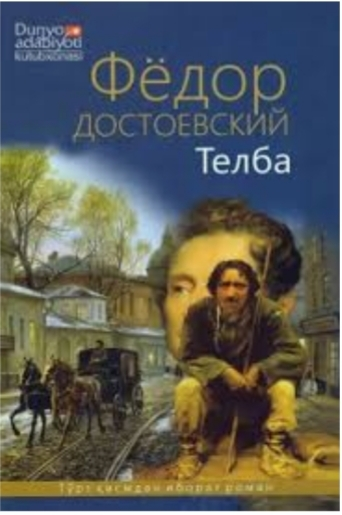 Dunyo
adabiyoti
kutubxonasi
Фёдор
ДОСТОЕВСКИЙ
Телба
Тўрт қисмдан иборат роман